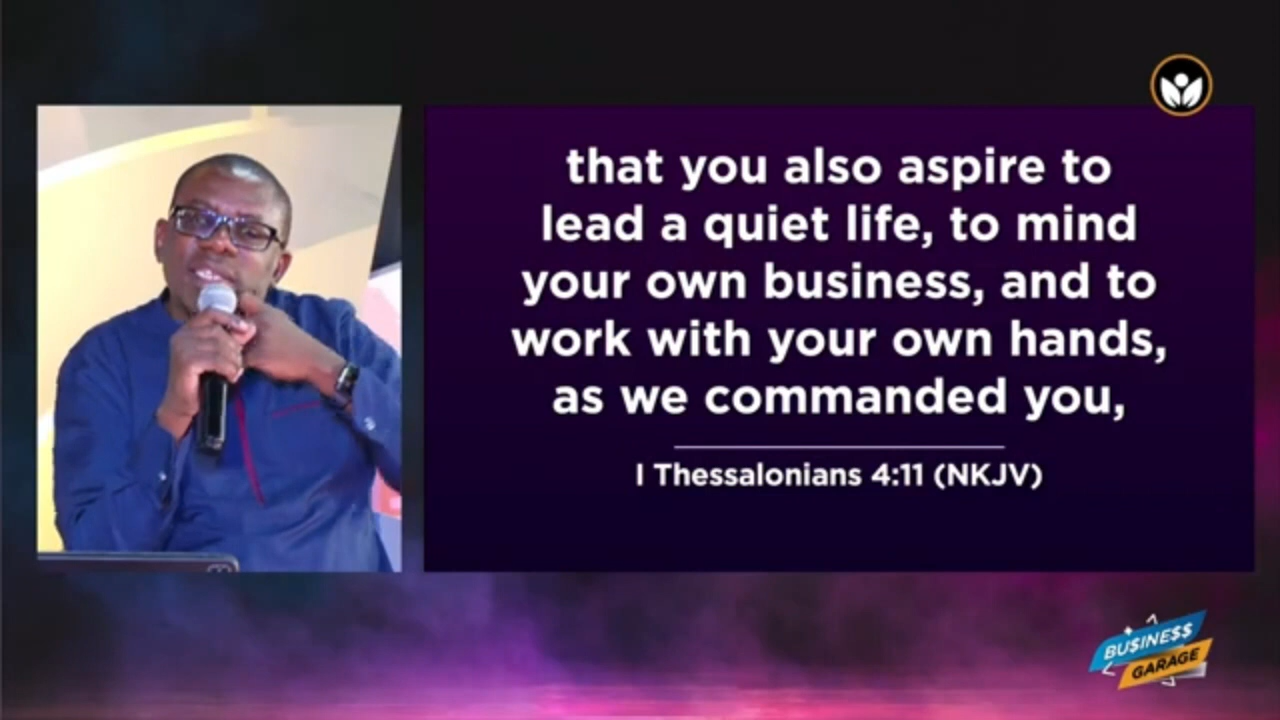 that you also aspire to
lead a quiet life, to mind
your own business, and to
work with your own hands,
as we commanded you,
I Thessalonians 4:11 (NKJV)
BUSINESS
GARAGE